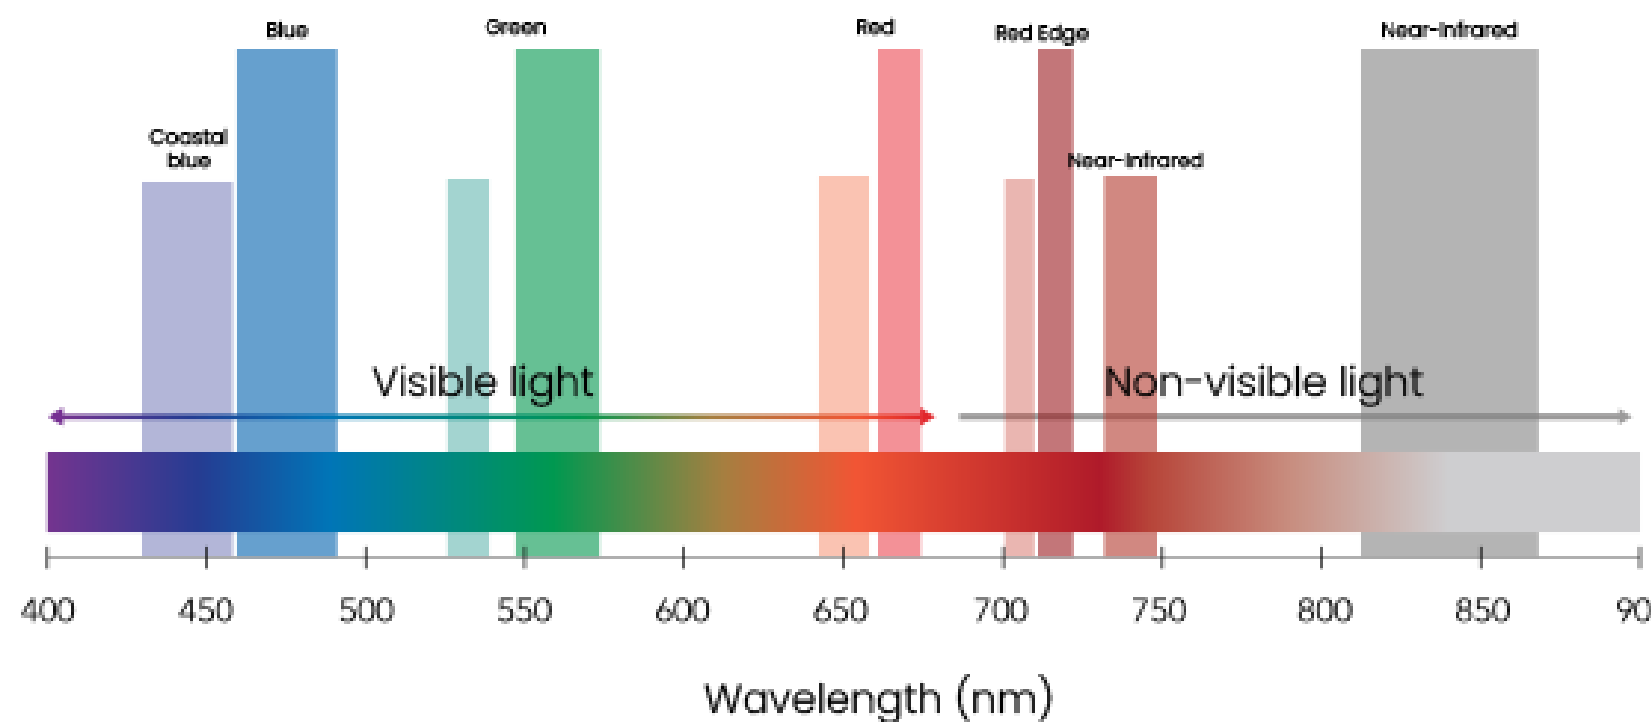 Blue
Green
Red
Red Edge
Near-Infrared
Coastal
blue
Near-Infrared
Visible light
Non-visible light
400
450
500
550
600
650
700
750
800
850
90
Wavelength (nm)